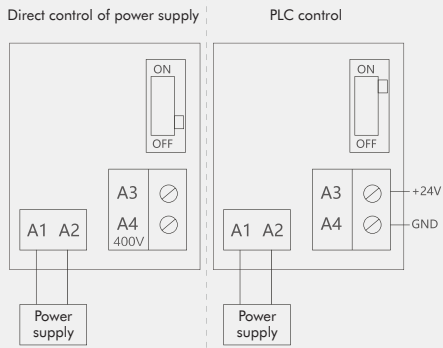 Direct control of power supply
ON
OFF
A3
A4
400V
A1 A2
Power
supply
PLC control
ON
OFF
A3
+24V
A4
GND
A1 A2
Power
supply